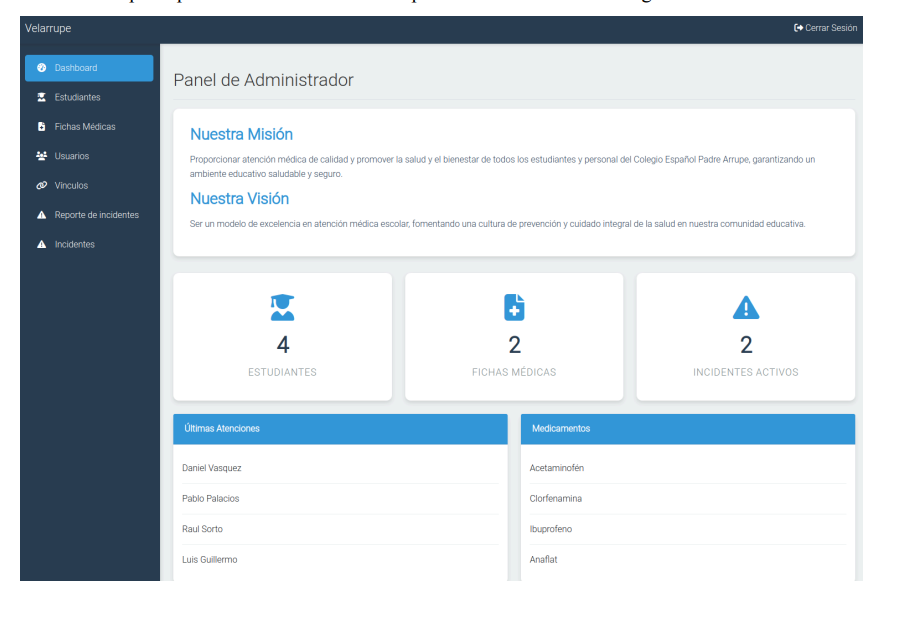 Velarrupe
Cerrar Sesión
Dashboard
Estudiantes
Fichas Médicas
Usuarios
Vínculos
Reporte de incidentes
Incidentes
Panel de Administrador
Nuestra Misión
Proporcionar atención médica de calidad y promover la salud y el bienestar de todos los estudiantes y personal del Colegio Español Padre Arrupe, garantizando un
ambiente educativo saludable y seguro.
Nuestra Visión
Ser un modelo de excelencia en atención médica escolar, fomentando una cultura de prevención y cuidado integral de la salud en nuestra comunidad educativa.
4
ESTUDIANTES
2
FICHAS MÉDICAS
2
INCIDENTES ACTIVOS
Últimas Atenciones
Daniel Vasquez
Pablo Palacios
Raul Sorto
Luis Guillermo
Medicamentos
Acetaminofén
Clorfenamina
Ibuprofeno
Anaflat